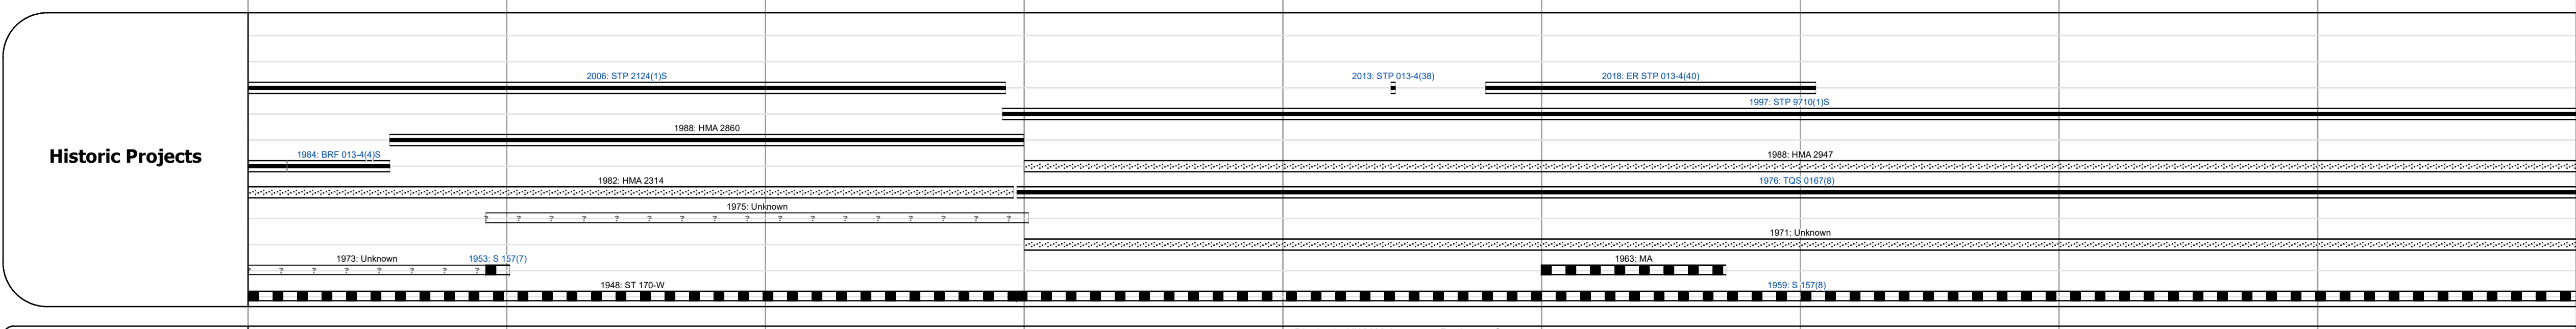 Historic Projects
2006: STP 2124(1)S
2013: STP 013-4(38)
2018: ER STP 013-4(40)
1997: STP 9710(1)S
1988: HMA 2860
1984: BRF 013-4(4)S
1988: HMA 2947
1982: HMA 2314
1976: TQS 0167(8)
1975: Unknown
? ? ? ? ? ? ? ? ? ? ? ? ? ? ? ? ?
1971: Unknown
1973: Unknown
1953: S 157(7)
1963: MA
? ? ? ? ? ? ? ?
1948: ST 170-W
1959: S 157(8)